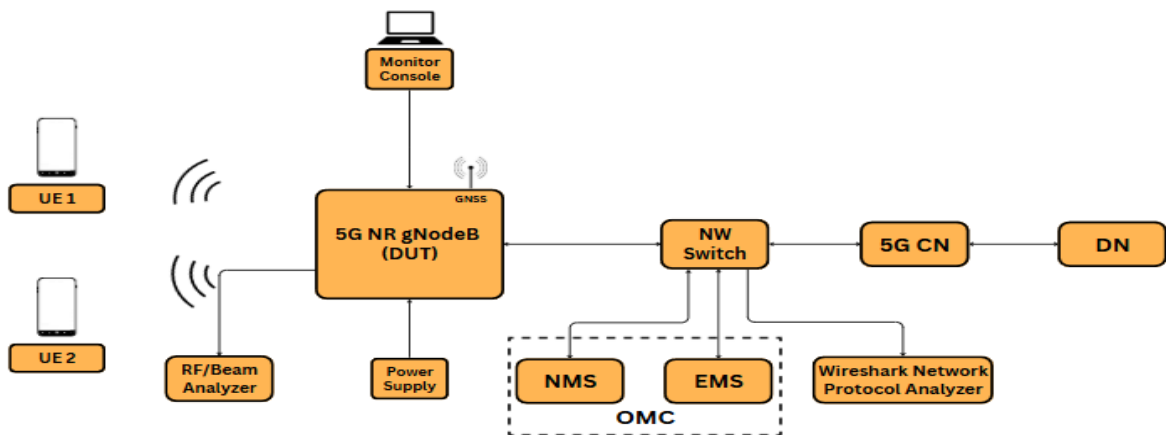 Monitor
Console
UE 1
GNSS
5G NR gNodeB
(DUT)
NW
Switch
5G CN
DN
UE 2
RF/Beam
Analyzer
Power
Supply
NMS
EMS
Wireshark Network
Protocol Analyzer
OMC